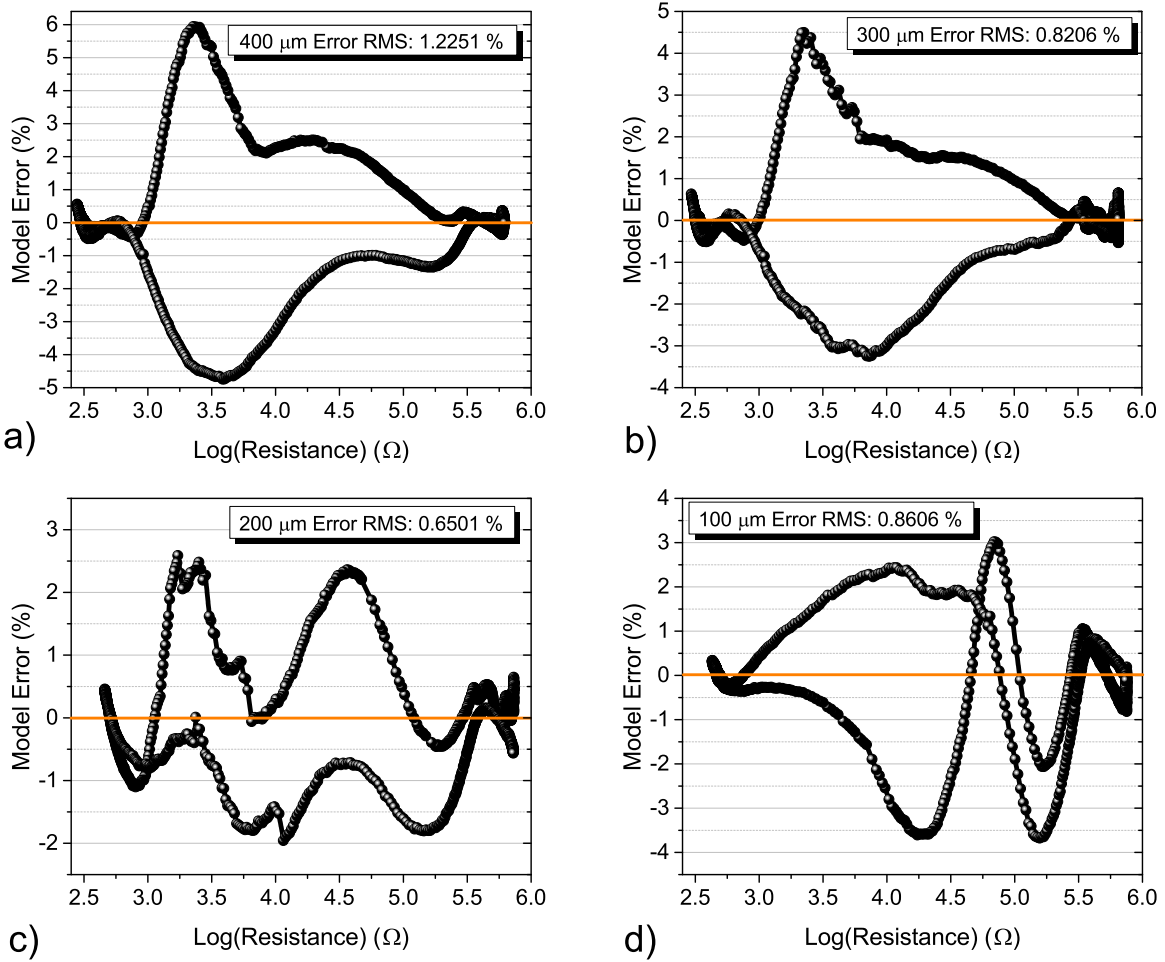 400 μm Error RMS: 1.2251 %
6
5
4
3
2
1
0
-1
-2
-3
-4
-5
Model Error (%)
2.5 3.0 3.5 4.0 4.5 5.0 5.5 6.0
Log(Resistance) (Ω)
a)
300 μm Error RMS: 0.8206 %
5
4
3
2
1
0
-1
-2
-3
-4
Model Error (%)
2.5 3.0 3.5 4.0 4.5 5.0 5.5 6.0
Log(Resistance) (Ω)
b)
200 μm Error RMS: 0.6501 %
3
2
1
0
-1
-2
Model Error (%)
2.5 3.0 3.5 4.0 4.5 5.0 5.5 6.0
Log(Resistance) (Ω)
c)
100 μm Error RMS: 0.8606 %
4
3
2
1
0
-1
-2
-3
-4
Model Error (%)
2.5 3.0 3.5 4.0 4.5 5.0 5.5 6.0
Log(Resistance) (Ω)
d)